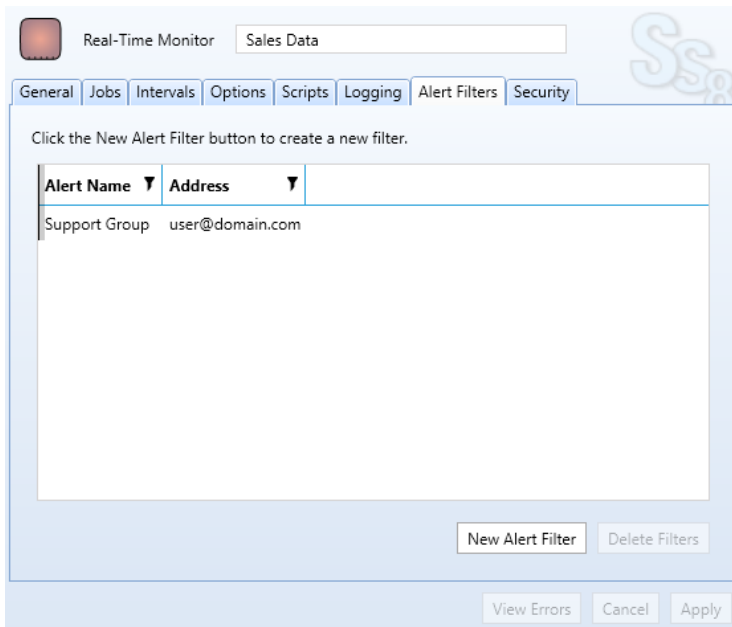 Real-Time Monitor Sales Data
SS8
General Jobs Intervals Options Scripts Logging Alert Filters Security
Click the New Alert Filter button to create a new filter.
Alert Name Address
Support Group user@domain.com
New Alert Filter Delete Filters
View Errors Cancel Apply